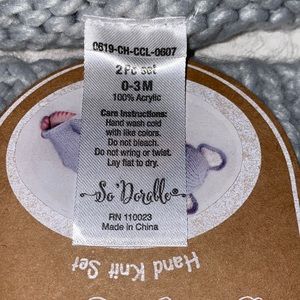 0619-CH-CCL-0607
2 Pc set
0-3 M
100% Acrylic
Care Instructions:
Hand wash cold
with like colors.
Do not bleach.
Do not wring or twist.
Lay flat to dry.
So 'Dorable®
RN 110023
Made in China
Hand Knit Set